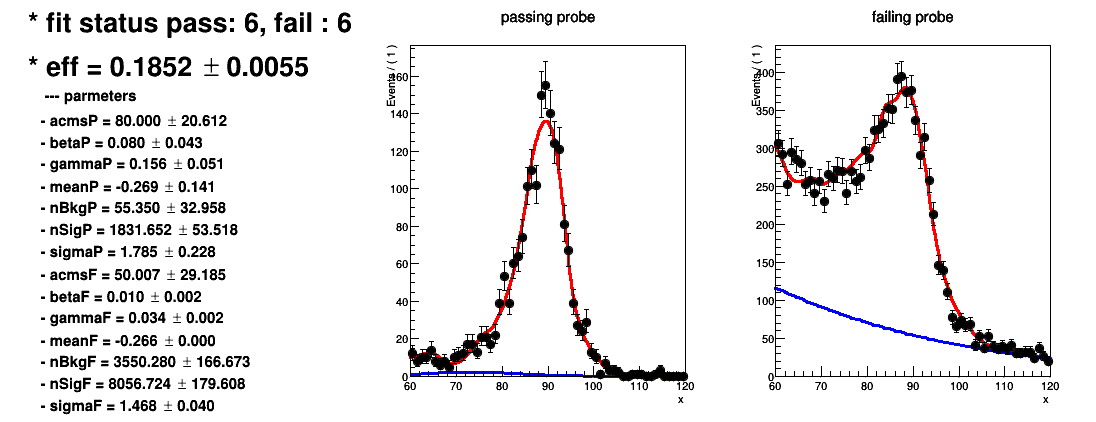 * fit status pass: 6, fail : 6
* eff = 0.1852 ± 0.0055
--- parmeters
- acmsP = 80.000 ± 20.612
- betaP = 0.080 ± 0.043
- gammaP = 0.156 ± 0.051
- meanP = -0.269 ± 0.141
- nBkgP = 55.350 ± 32.958
- nSigP = 1831.652 ± 53.518
- sigmaP = 1.785 ± 0.228
- acmsF = 50.007 ± 29.185
- betaF = 0.010 ± 0.002
- gammaF = 0.034 ± 0.002
- meanF = -0.266 ± 0.000
- nBkgF = 3550.280 ± 166.673
- nSigF = 8056.724 ± 179.608
- sigmaF = 1.468 ± 0.040
passing probe
Events / ( 1 )
160
140
120
100
80
60
40
20
0
60 70 80 90 100 110 120
x
failing probe
Events / ( 1 )
400
350
300
250
200
150
100
50
0
60 70 80 90 100 110 120
x